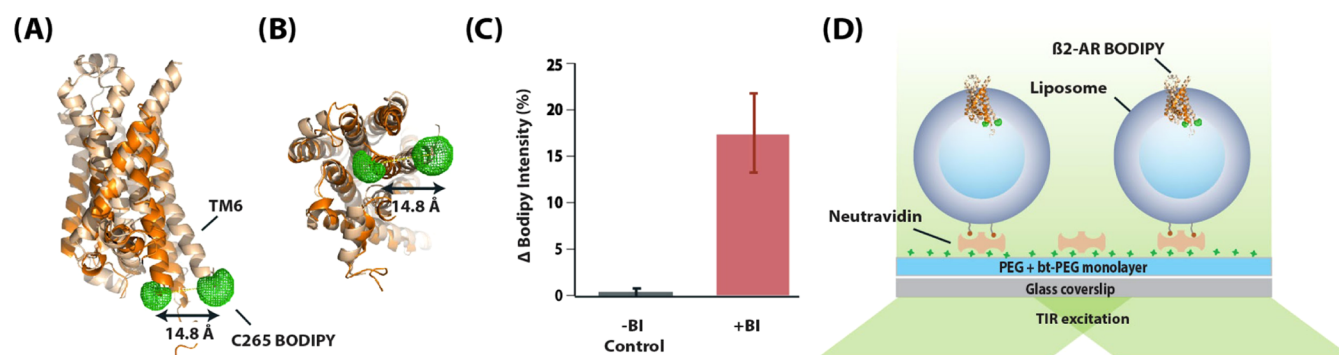 (A)
TM6
14.8 Å
C265 BODIPY
(B)
14.8 Å
(C)
Δ Bodipy Intensity (%)
25
20
15
10
5
0
-BI
Control
+BI
(D)
ß2-AR BODIPY
Liposome
Neutravidin
PEG + bt-PEG monolayer
Glass coverslip
TIR excitation